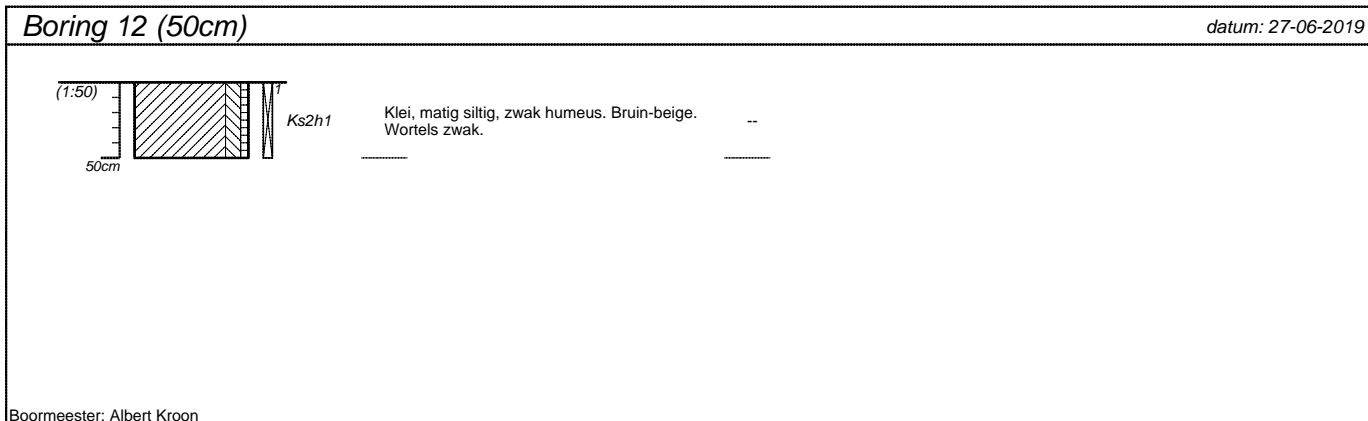 Boring 12 (50cm)
datum: 27-06-2019
(1:50)
1
Ks2h1
Klei, matig siltig, zwak humeus. Bruin-beige.
Wortels zwak.
--
50cm
Boormeester: Albert Kroon